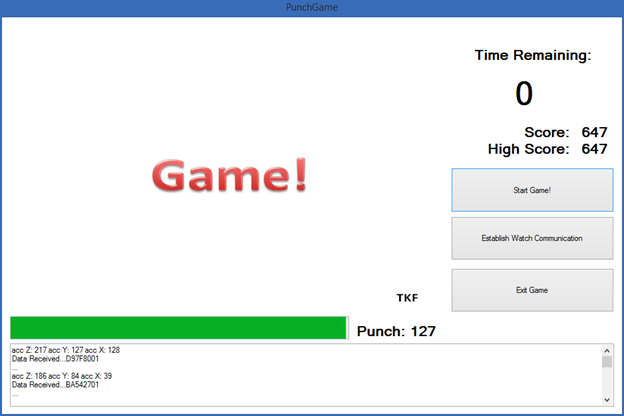 PunchGame
Time Remaining:
0
Score: 647
High Score: 647
Game!
Start Game!
Establish Watch Communication
Exit Game
TKF
Punch: 127
acc Z: 217 acc Y: 127 acc X: 128
Data Received...D97F8001
...
acc Z: 186 acc Y: 84 acc X: 39
Data Received...BA542701
...